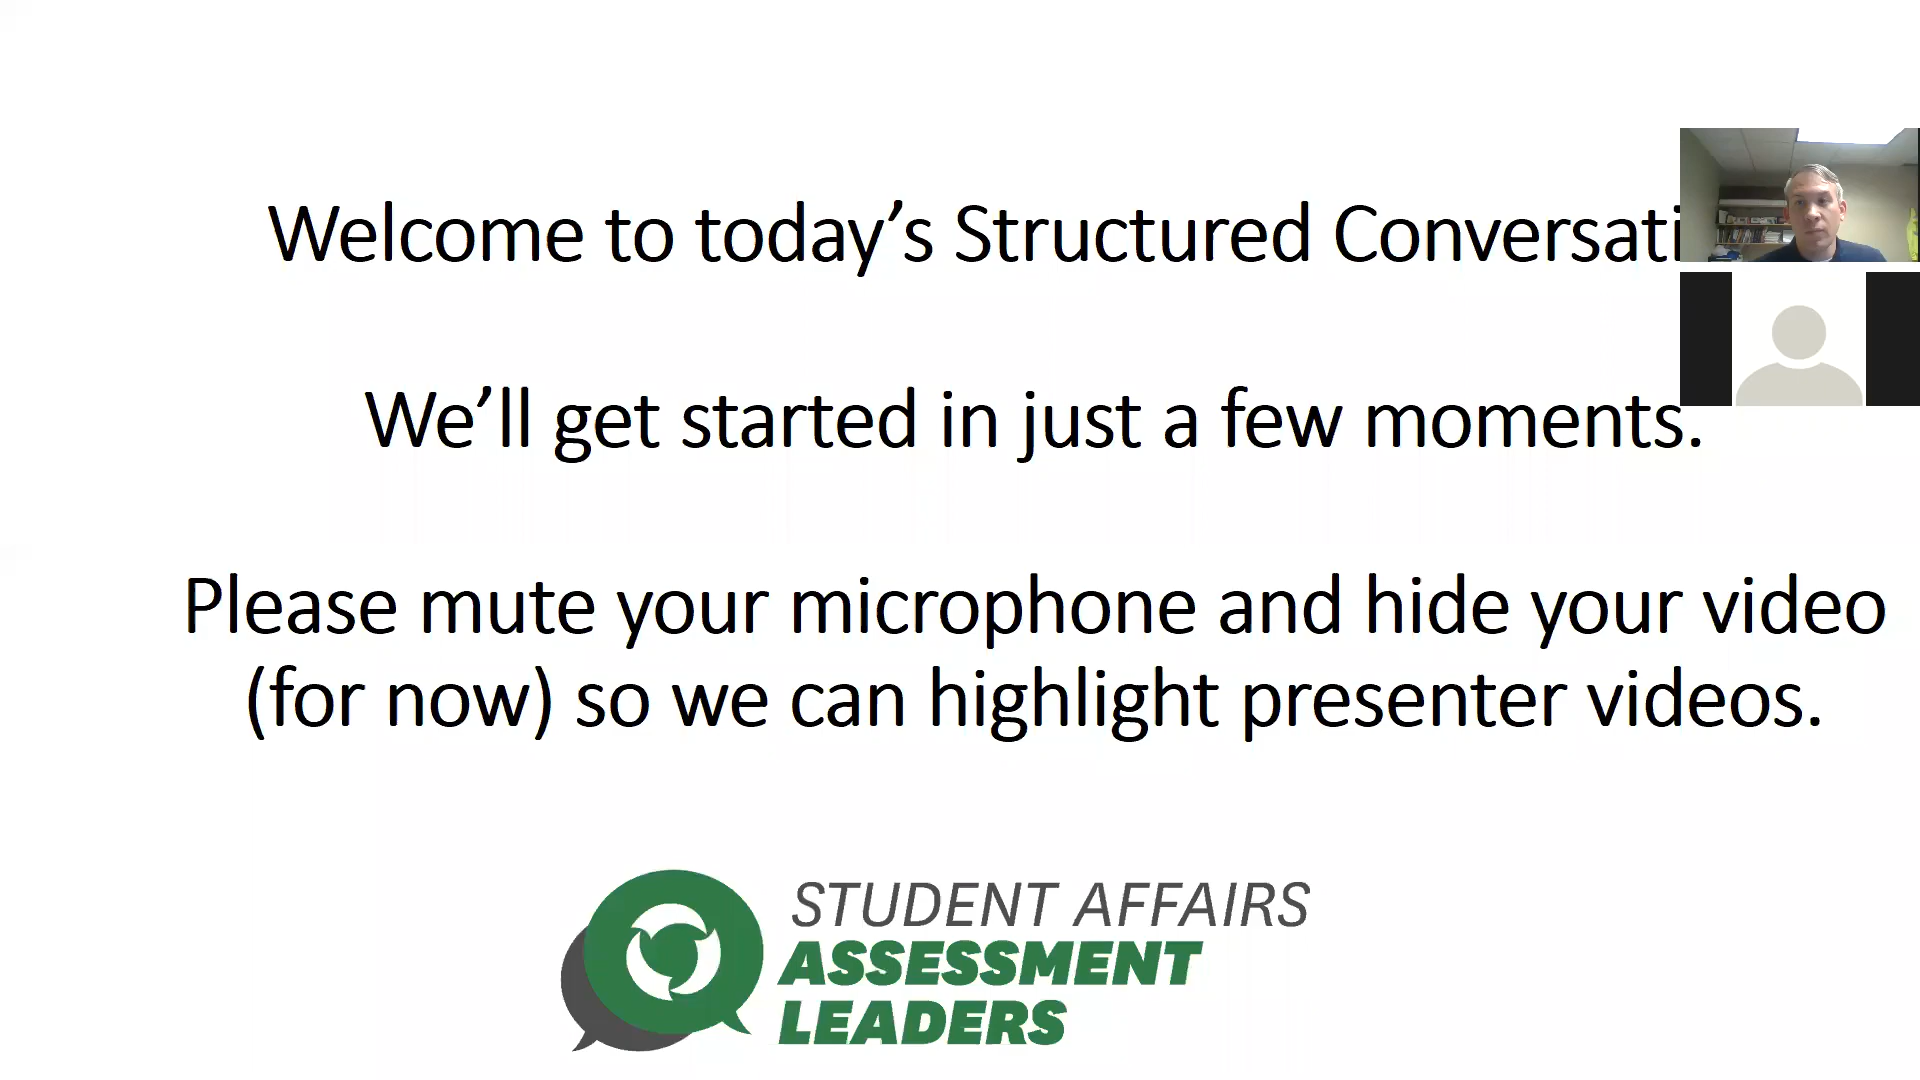 Welcome to today’s Structured Conversati
We’ll get started in just a few moments.
Please mute your microphone and hide your video
(for now) so we can highlight presenter videos.
STUDENT AFFAIRS
ASSESSMENT
LEADERS